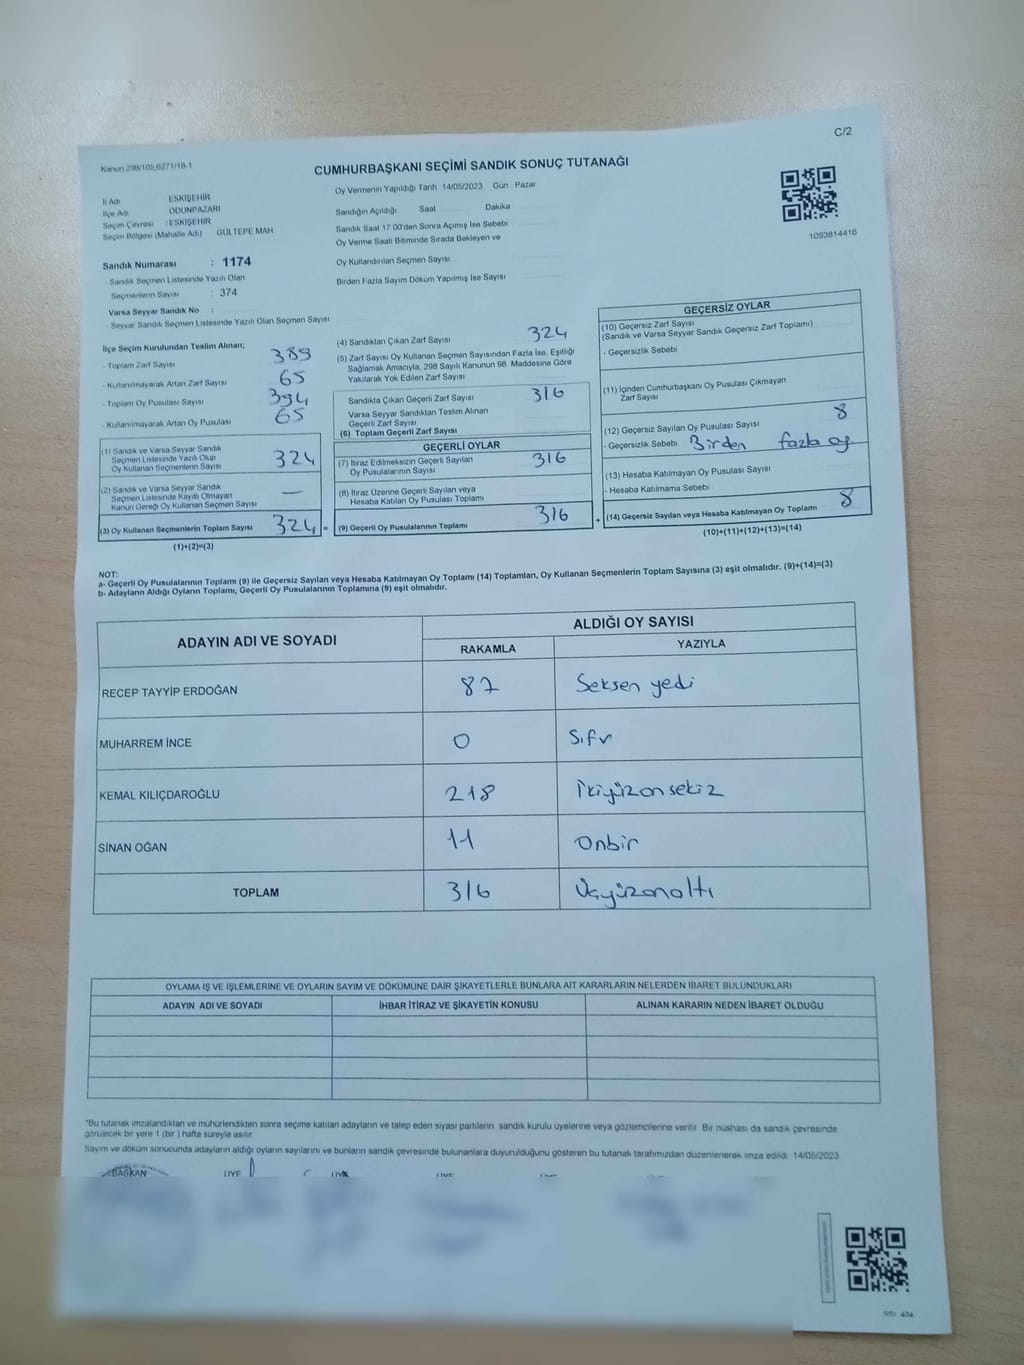 C/2
Kanun 298/105,6271/18-1
CUMHURBAŞKANI SEÇİMİ SANDIK SONUÇ TUTANAĞI
İl Adı ESKİŞEHİR
İlçe Adı ODUNPAZARI
Seçim Çevresi : ESKİŞEHİR
Seçim Bölgesi (Mahalle Adı) GÜLTEPE MAH.
Oy Vermenin Yapıldığı Tarih 14/05/2023 Gün Pazar
Sandığın Açıldığı Saat Dakika
Sandık Saat 17.00'den Sonra Açılmış İse Sebebi
Oy Verme Saati Bitiminde Sırada Bekleyen ve
Oy Kullandırılan Seçmen Sayısı
Birden Fazla Sayım Döküm Yapılmış İse Sayısı
1093814416
Sandık Numarası : 1174
- Sandık Seçmen Listesinde Yazılı Olan
Seçmenlerin Sayısı : 374
Varsa Seyyar Sandık No :
- Seyyar Sandık Seçmen Listesinde Yazılı Olan Seçmen Sayısı
İlçe Seçim Kurulundan Teslim Alınan;
- Toplam Zarf Sayısı 389
- Kullanılmayarak Artan Zarf Sayısı 65
- Toplam Oy Pusulası Sayısı 394
- Kullanılmayarak Artan Oy Pusulası 65
(1) Sandık ve Varsa Seyyar Sandık
Seçmen Listesinde Yazılı Olup
Oy Kullanan Seçmenlerin Sayısı 324
(2) Sandık ve Varsa Seyyar Sandık
Seçmen Listesinde Kayıtlı Olmayan
Kanun Gereği Oy Kullanan Seçmen Sayısı —
(3) Oy Kullanan Seçmenlerin Toplam Sayısı 324 =
(1)+(2)=(3)
(4) Sandıktan Çıkan Zarf Sayısı 324
(5) Zarf Sayısı Oy Kullanan Seçmen Sayısından Fazla İse, Eşitliği
Sağlamak Amacıyla, 298 Sayılı Kanunun 98. Maddesine Göre
Yakılarak Yok Edilen Zarf Sayısı
Sandıkta Çıkan Geçerli Zarf Sayısı 316
Varsa Seyyar Sandıktan Teslim Alınan
Geçerli Zarf Sayısı
(6) Toplam Geçerli Zarf Sayısı
GEÇERLİ OYLAR
(7) İtiraz Edilmeksizin Geçerli Sayılan
Oy Pusulalarının Sayısı 316
(8) İtiraz Üzerine Geçerli Sayılan veya
Hesaba Katılan Oy Pusulası Toplamı
(9) Geçerli Oy Pusulalarının Toplamı 316 +
GEÇERSİZ OYLAR
(10) Geçersiz Zarf Sayısı
(Sandık ve Varsa Seyyar Sandık Geçersiz Zarf Toplamı)
- Geçersizlik Sebebi
(11) İçinden Cumhurbaşkanı Oy Pusulası Çıkmayan
Zarf Sayısı
(12) Geçersiz Sayılan Oy Pusulası Sayısı 8
- Geçersizlik Sebebi Birden fazla oy
(13) Hesaba Katılmayan Oy Pusulası Sayısı
- Hesaba Katılmama Sebebi
(14) Geçersiz Sayılan veya Hesaba Katılmayan Oy Toplamı 8
(10)+(11)+(12)+(13)=(14)
NOT:
a- Geçerli Oy Pusulalarının Toplamı (9) ile Geçersiz Sayılan veya Hesaba Katılmayan Oy Toplamı (14) Toplamları, Oy Kullanan Seçmenlerin Toplam Sayısına (3) eşit olmalıdır. (9)+(14)=(3)
b- Adayların Aldığı Oyların Toplamı, Geçerli Oy Pusulalarının Toplamına (9) eşit olmalıdır.
ADAYIN ADI VE SOYADI ALDIĞI OY SAYISI
RAKAMLA YAZIYLA
RECEP TAYYİP ERDOĞAN 87 Seksen yedi
MUHARREM İNCE 0 Sıfır
KEMAL KILIÇDAROĞLU 218 İkiyüzonsekiz
SİNAN OĞAN 11 Onbir
TOPLAM 316 Üçyüzonaltı
OYLAMA İŞ VE İŞLEMLERİNE VE OYLARIN SAYIM VE DÖKÜMÜNE DAİR ŞİKAYETLERLE BUNLARA AİT KARARLARIN NELERDEN İBARET BULUNDUKLARI
ADAYIN ADI VE SOYADI İHBAR İTİRAZ VE ŞİKAYETİN KONUSU ALINAN KARARIN NEDEN İBARET OLDUĞU
*Bu tutanak imzalandıktan ve mühürlendikten sonra seçime katılan adayların ve talep eden siyasi partilerin sandık kurulu üyelerine veya gözlemcilerine verilir. Bir nüshası da sandık çevresinde
görülecek bir yere 1 (bir) hafta süreyle asılır.
Sayım ve döküm sonucunda adayların aldığı oyların sayılarını ve bunların sandık çevresinde bulunanlara duyurulduğunu gösteren bu tutanak tarafımızdan düzenlenerek imza edildi. 14/05/2023
BAŞKAN ÜYE ÜYE